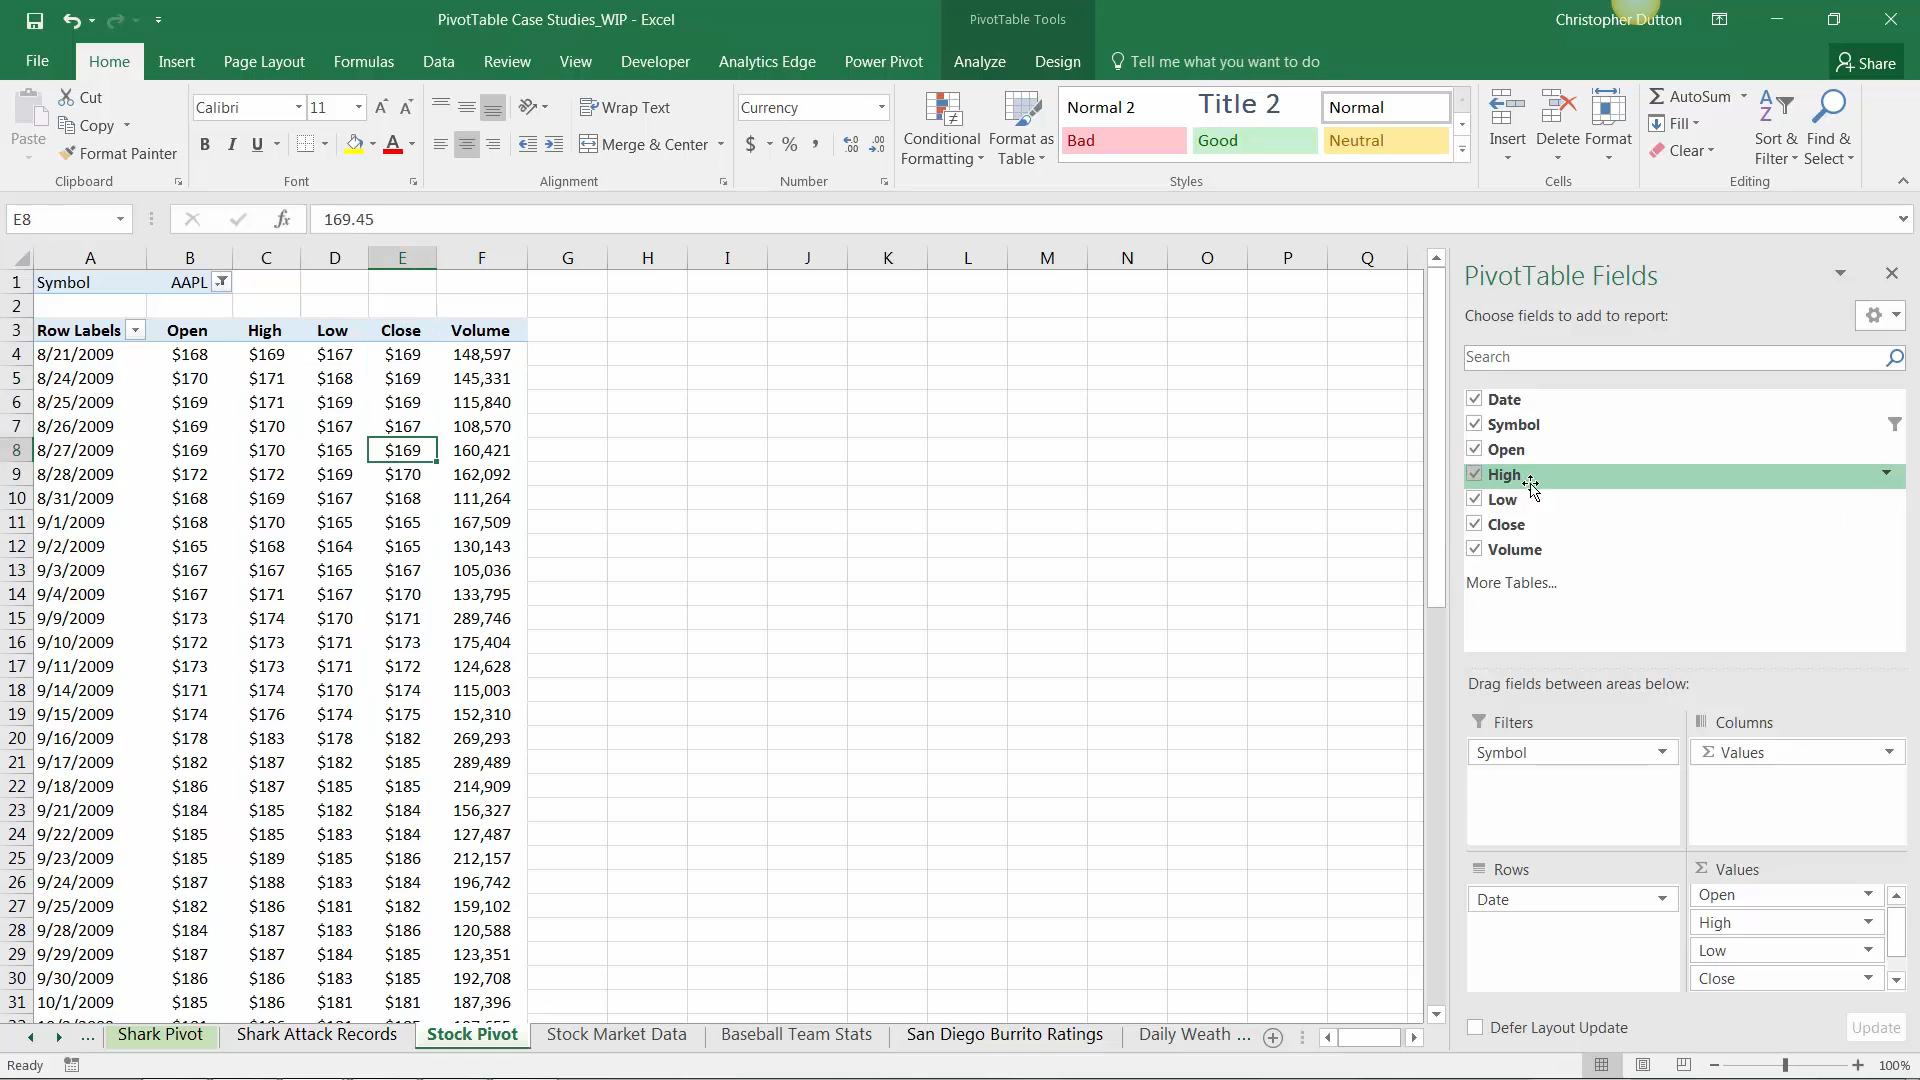 PivotTable Case Studies_WIP - Excel
PivotTable Tools
Christopher Dutton
File Home Insert Page Layout Formulas Data Review View Developer Analytics Edge Power Pivot Analyze Design Tell me what you want to do Share
Paste
Cut
Copy
Format Painter
Clipboard
Calibri 11
B I U
Font
Wrap Text
Merge & Center
Alignment
Currency
$ % ,
Number
Conditional Formatting
Format as Table
Normal 2 Title 2 Normal
Bad Good Neutral
Styles
Insert Delete Format
Cells
AutoSum
Fill
Clear
Sort & Filter
Find & Select
Editing
E8 fx 169.45
A B C D E F G H I J K L M N O P Q
1 Symbol AAPL
2
3 Row Labels Open High Low Close Volume
4 8/21/2009 $168 $169 $167 $169 148,597
5 8/24/2009 $170 $171 $168 $169 145,331
6 8/25/2009 $169 $171 $169 $169 115,840
7 8/26/2009 $169 $170 $167 $167 108,570
8 8/27/2009 $169 $170 $165 $169 160,421
9 8/28/2009 $172 $172 $169 $170 162,092
10 8/31/2009 $168 $169 $167 $168 111,264
11 9/1/2009 $168 $170 $165 $165 167,509
12 9/2/2009 $165 $168 $164 $165 130,143
13 9/3/2009 $167 $167 $165 $167 105,036
14 9/4/2009 $167 $171 $167 $170 133,795
15 9/9/2009 $173 $174 $170 $171 289,746
16 9/10/2009 $172 $173 $171 $173 175,404
17 9/11/2009 $173 $173 $171 $172 124,628
18 9/14/2009 $171 $174 $170 $174 115,003
19 9/15/2009 $174 $176 $174 $175 152,310
20 9/16/2009 $178 $183 $178 $182 269,293
21 9/17/2009 $182 $187 $182 $185 289,489
22 9/18/2009 $186 $187 $185 $185 214,909
23 9/21/2009 $184 $185 $182 $184 156,327
24 9/22/2009 $185 $185 $183 $184 127,487
25 9/23/2009 $185 $189 $185 $186 212,157
26 9/24/2009 $187 $188 $183 $184 196,742
27 9/25/2009 $182 $186 $181 $182 159,102
28 9/28/2009 $184 $187 $183 $186 120,588
29 9/29/2009 $187 $187 $184 $185 123,351
30 9/30/2009 $186 $186 $183 $185 192,708
31 10/1/2009 $185 $186 $181 $181 187,396
PivotTable Fields
Choose fields to add to report:
Search
Date
Symbol
Open
High
Low
Close
Volume
More Tables...
Drag fields between areas below:
Filters
Symbol
Columns
Σ Values
Rows
Date
Σ Values
Open
High
Low
Close
Defer Layout Update Update
... Shark Pivot Shark Attack Records Stock Pivot Stock Market Data Baseball Team Stats San Diego Burrito Ratings Daily Weath ...
Ready 100%